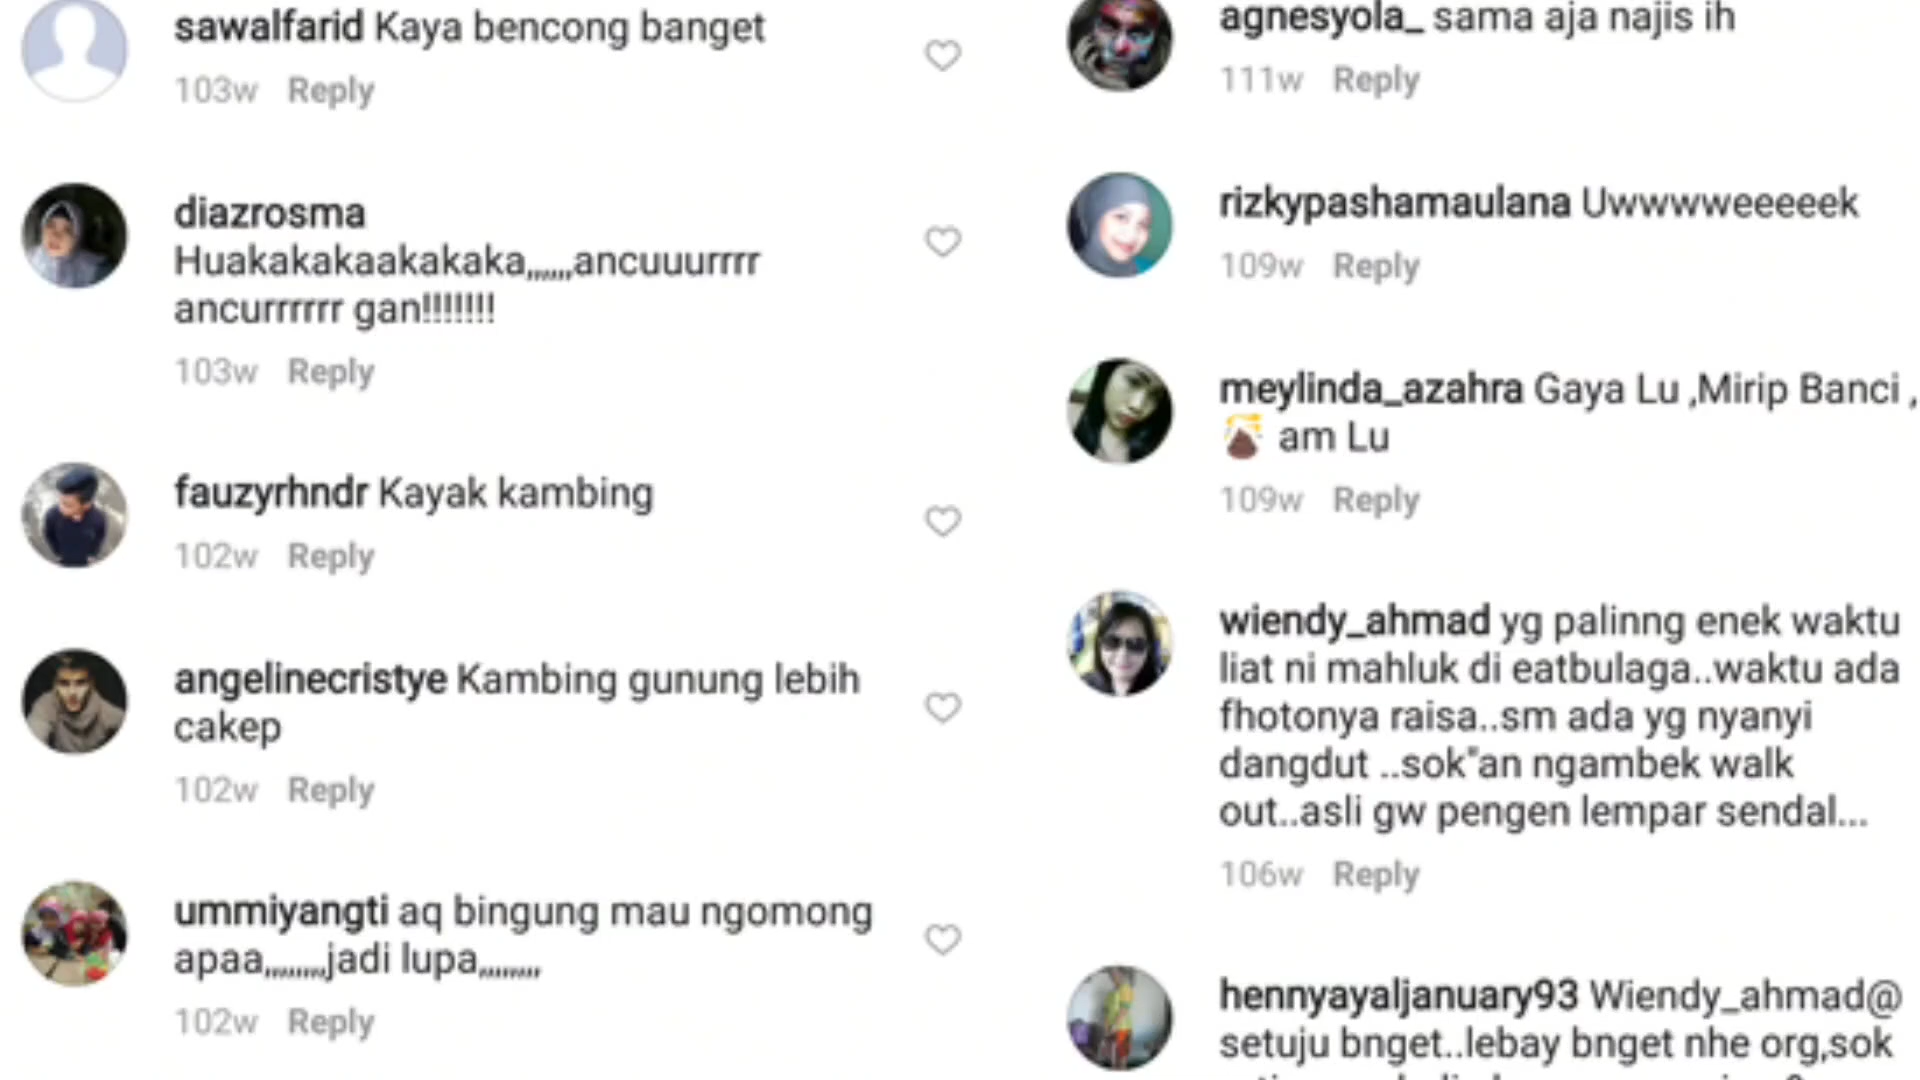 sawalfarid Kaya bencong banget
103w Reply
diazrosma
Huakakakaakakaka,,,,,,ancuuurrrr
ancurrrrrr gan!!!!!!!
103w Reply
fauzyrhndr Kayak kambing
102w Reply
angelinecristye Kambing gunung lebih
cakep
102w Reply
ummiyangti aq bingung mau ngomong
apaa,,,,,,,,jadi lupa,,,,,,,,
102w Reply
agnesyola_ sama aja najis ih
111w Reply
rizkypashamaulana Uwwwweeeeek
109w Reply
meylinda_azahra Gaya Lu ,Mirip Banci ,
am Lu
109w Reply
wiendy_ahmad yg palinng enek waktu
liat ni mahluk di eatbulaga..waktu ada
fhotonya raisa..sm ada yg nyanyi
dangdut ..sok"an ngambek walk
out..asli gw pengen lempar sendal...
106w Reply
hennyayaljanuary93 Wiendy_ahmad@
setuju bnget..lebay bnget nhe org,sok